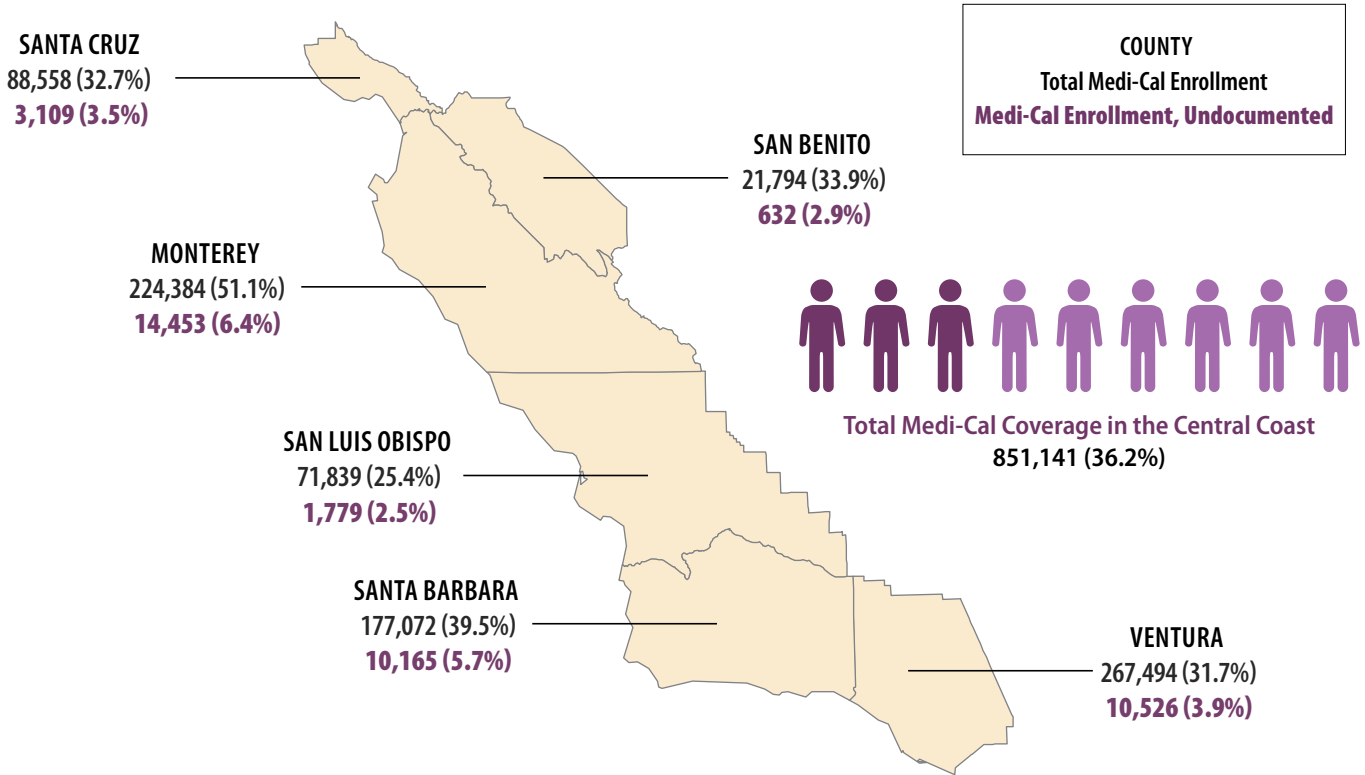 SANTA CRUZ
88,558 (32.7%)
3,109 (3.5%)
COUNTY
Total Medi-Cal Enrollment
Medi-Cal Enrollment, Undocumented
SAN BENITO
21,794 (33.9%)
632 (2.9%)
MONTEREY
224,384 (51.1%)
14,453 (6.4%)
Total Medi-Cal Coverage in the Central Coast
851,141 (36.2%)
SAN LUIS OBISPO
71,839 (25.4%)
1,779 (2.5%)
SANTA BARBARA
177,072 (39.5%)
10,165 (5.7%)
VENTURA
267,494 (31.7%)
10,526 (3.9%)